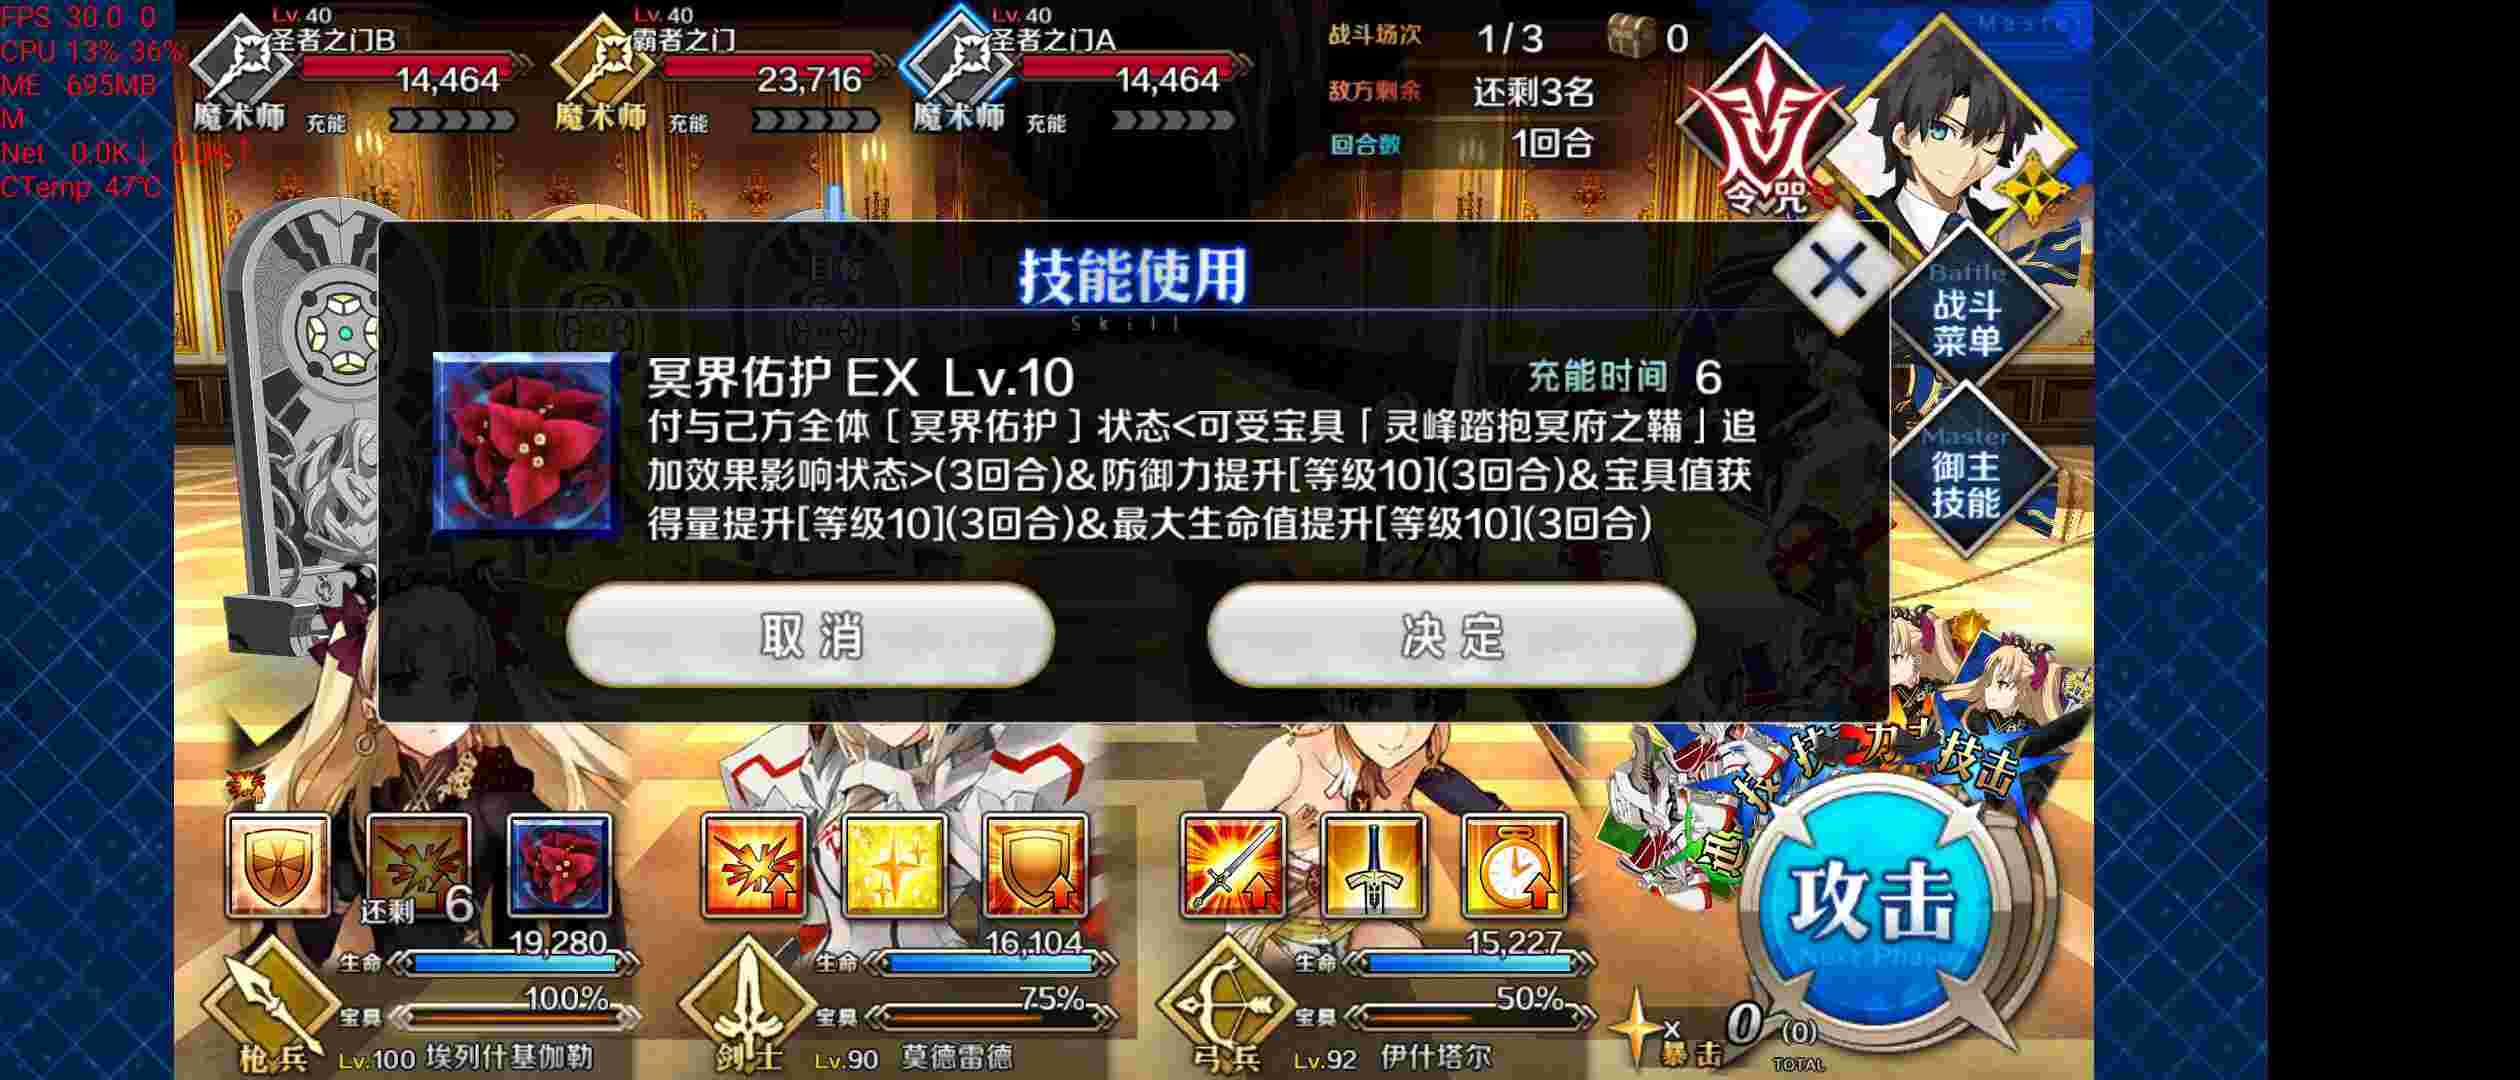 FPS 30.0 0
CPU 13% 36%
ME 695MB
M
Net 0.0K↓ 0.0K↑
CTemp 47℃
Lv.40
圣者之门B
14,464
魔术师 充能
Lv.40
霸者之门
23,716
魔术师 充能
Lv.40
圣者之门A
14,464
魔术师 充能
战斗场次 1/3 0
敌方剩余 还剩3名
回合数 1回合
令咒
Master
Battle
战斗
菜单
Master
御主
技能
技能使用
Skill
冥界佑护 EX Lv.10 充能时间 6
付与己方全体［冥界佑护］状态<可受宝具「灵峰踏抱冥府之鞴」追
加效果影响状态>(3回合)&防御力提升[等级10](3回合)&宝具值获
得量提升[等级10](3回合)&最大生命值提升[等级10](3回合)
取消
决定
还剩 6
19,280
生命
100%
宝具
枪兵 Lv.100 埃列什基伽勒
16,104
生命
75%
宝具
剑士 Lv.90 莫德雷德
15,227
生命
50%
宝具
弓兵 Lv.92 伊什塔尔
技击
攻击
Next Phase
x 0 (0)
暴击 TOTAL